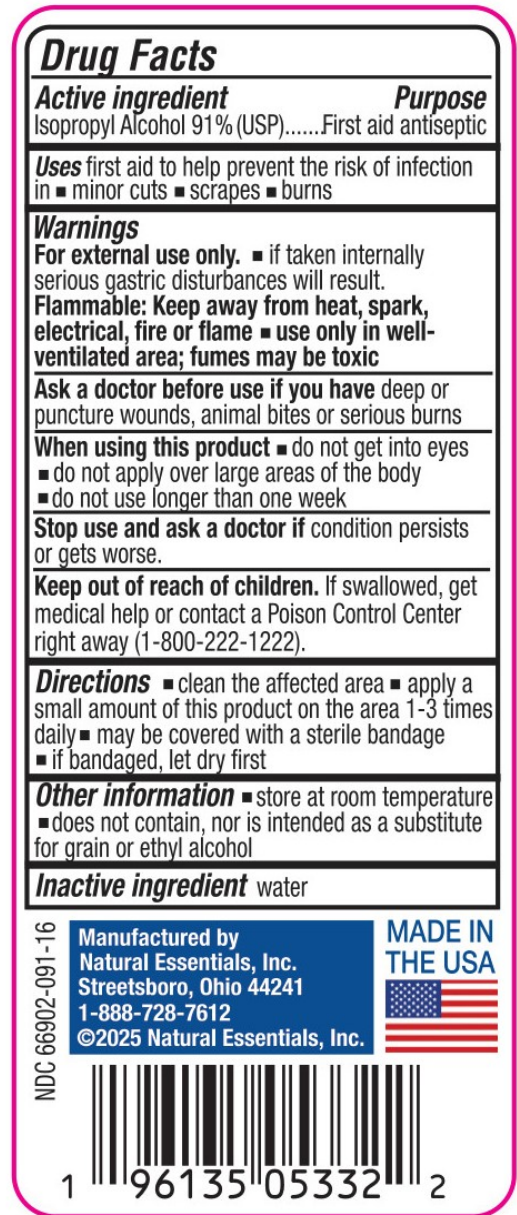 Drug Facts
Active ingredient Purpose
Isopropyl Alcohol 91% (USP)......First aid antiseptic
Uses first aid to help prevent the risk of infection
in ■ minor cuts ■ scrapes ■ burns
Warnings
For external use only. ■ if taken internally
serious gastric disturbances will result.
Flammable: Keep away from heat, spark,
electrical, fire or flame ■ use only in well-
ventilated area; fumes may be toxic
Ask a doctor before use if you have deep or
puncture wounds, animal bites or serious burns
When using this product ■ do not get into eyes
■ do not apply over large areas of the body
■ do not use longer than one week
Stop use and ask a doctor if condition persists
or gets worse.
Keep out of reach of children. If swallowed, get
medical help or contact a Poison Control Center
right away (1-800-222-1222).
Directions ■ clean the affected area ■ apply a
small amount of this product on the area 1-3 times
daily ■ may be covered with a sterile bandage
■ if bandaged, let dry first
Other information ■ store at room temperature
■ does not contain, nor is intended as a substitute
for grain or ethyl alcohol
Inactive ingredient water
NDC 66902-091-16
Manufactured by
Natural Essentials, Inc.
Streetsboro, Ohio 44241
1-888-728-7612
©2025 Natural Essentials, Inc.
MADE IN
THE USA
1 96135 05332 2